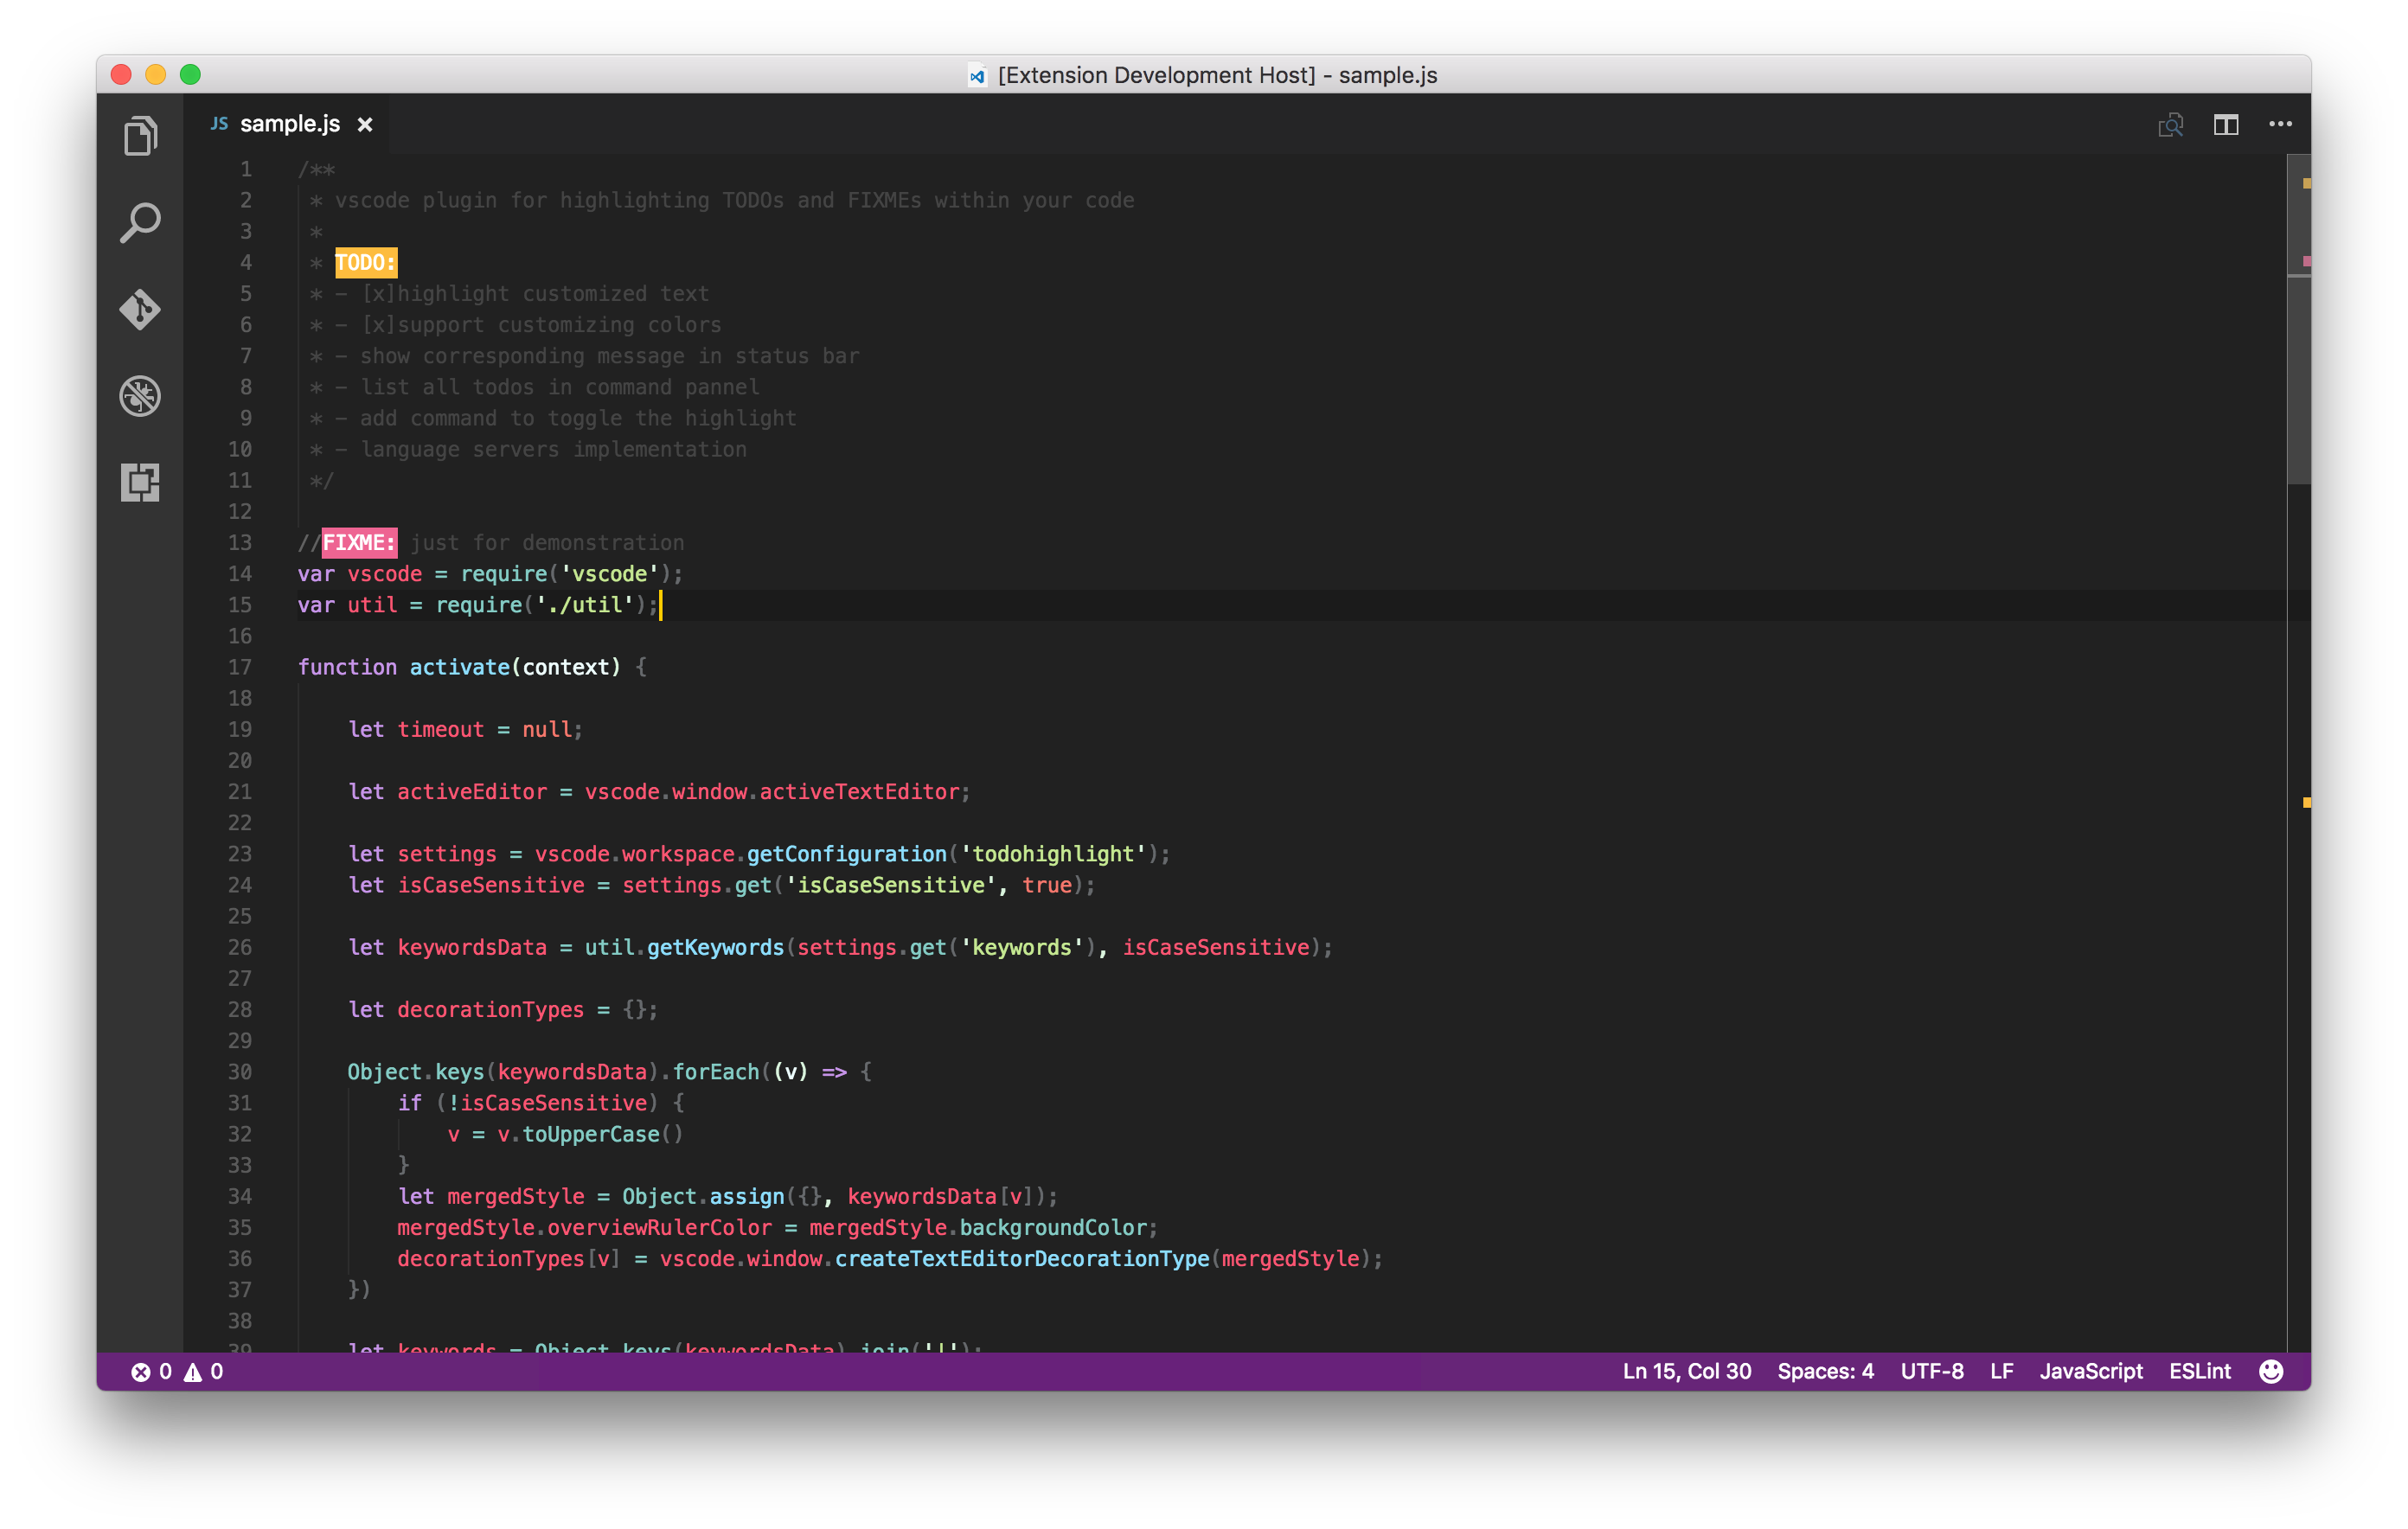 [Extension Development Host] - sample.js
JS sample.js
1 /**
2 * vscode plugin for highlighting TODOs and FIXMEs within your code
3 *
4 * TODO:
5 * - [x]highlight customized text
6 * - [x]support customizing colors
7 * - show corresponding message in status bar
8 * - list all todos in command pannel
9 * - add command to toggle the highlight
10 * - language servers implementation
11 */
12
13 //FIXME: just for demonstration
14 var vscode = require('vscode');
15 var util = require('./util');
16
17 function activate(context) {
18
19 let timeout = null;
20
21 let activeEditor = vscode.window.activeTextEditor;
22
23 let settings = vscode.workspace.getConfiguration('todohighlight');
24 let isCaseSensitive = settings.get('isCaseSensitive', true);
25
26 let keywordsData = util.getKeywords(settings.get('keywords'), isCaseSensitive);
27
28 let decorationTypes = {};
29
30 Object.keys(keywordsData).forEach((v) => {
31 if (!isCaseSensitive) {
32 v = v.toUpperCase()
33 }
34 let mergedStyle = Object.assign({}, keywordsData[v]);
35 mergedStyle.overviewRulerColor = mergedStyle.backgroundColor;
36 decorationTypes[v] = vscode.window.createTextEditorDecorationType(mergedStyle);
37 })
38
39 let keywords = Object.keys(keywordsData).join('|');
0 0 Ln 15, Col 30 Spaces: 4 UTF-8 LF JavaScript ESLint